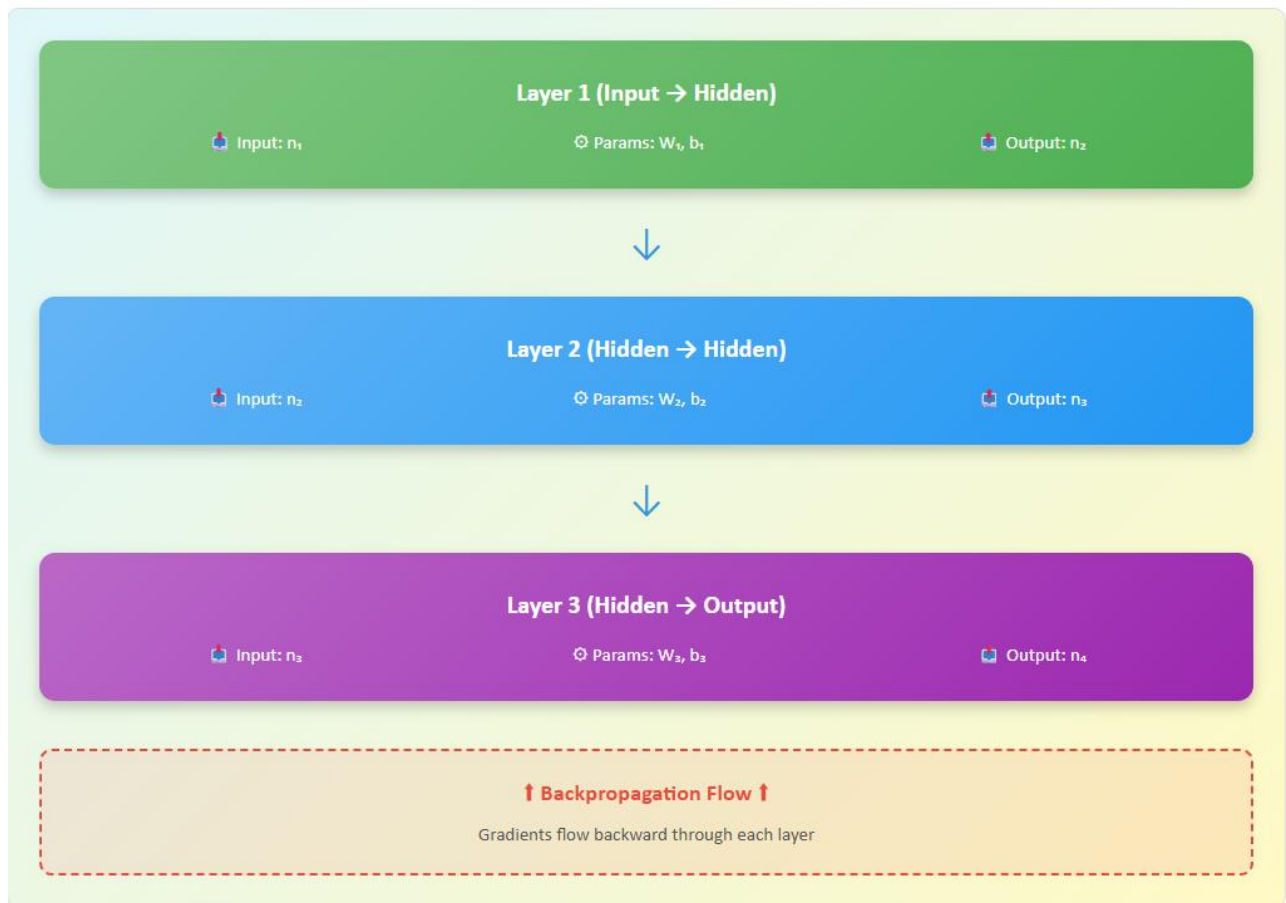 Layer 1 (Input → Hidden)
📥 Input: n₁ ⚙ Params: W₁, b₁ 📤 Output: n₂
↓
Layer 2 (Hidden → Hidden)
📥 Input: n₂ ⚙ Params: W₂, b₂ 📤 Output: n₃
↓
Layer 3 (Hidden → Output)
📥 Input: n₃ ⚙ Params: W₃, b₃ 📤 Output: n₄
⬆ Backpropagation Flow ⬆
Gradients flow backward through each layer